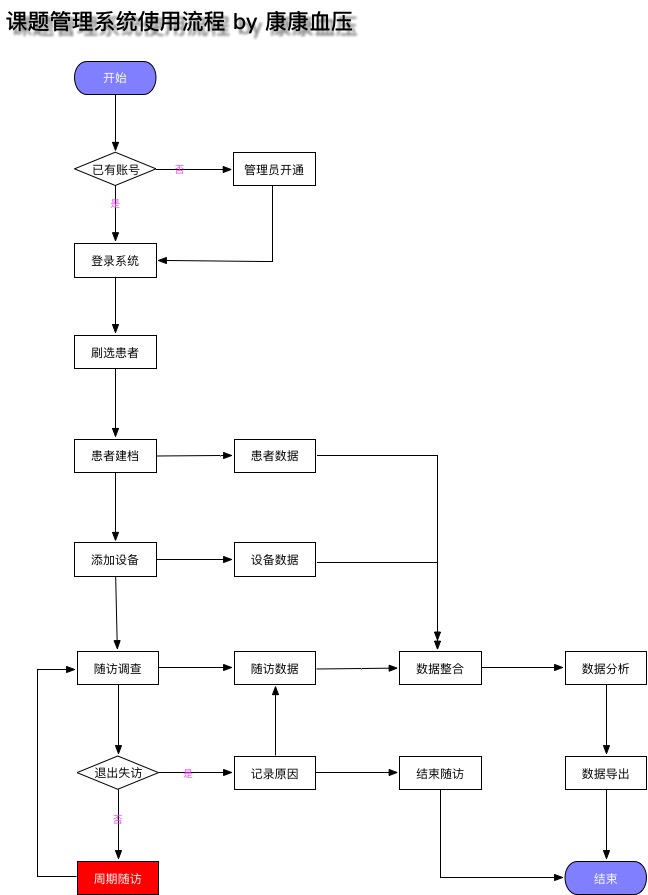 课题管理系统使用流程 by 康康血压
开始
已有账号
否
管理员开通
是
登录系统
刷选患者
患者建档
患者数据
添加设备
设备数据
随访调查
随访数据
数据整合
数据分析
退出失访
是
记录原因
结束随访
数据导出
否
周期随访
结束